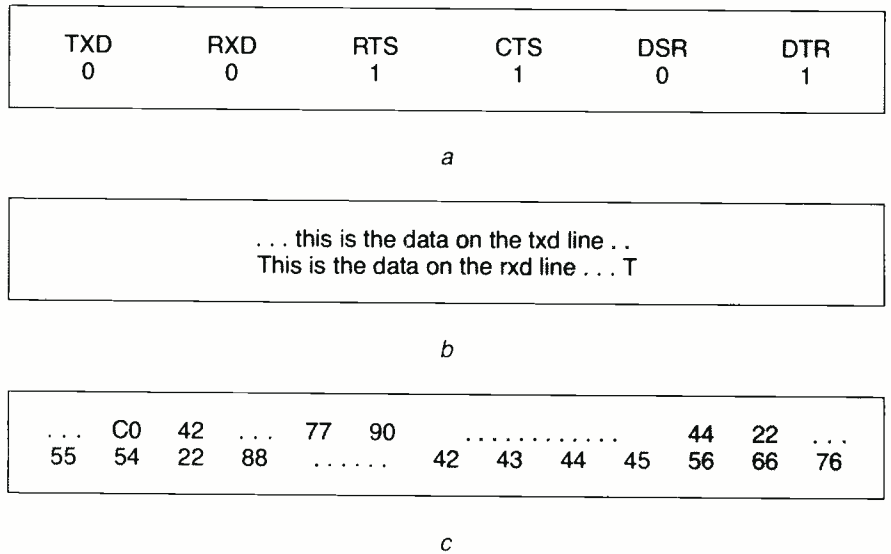 TXD RXD RTS CTS DSR DTR
0 0 1 1 0 1
a
. . . this is the data on the txd line . .
This is the data on the rxd line . . . T
b
. . . C0 42 . . . 77 90 . . . . . . . . . . . . 44 22 . . .
55 54 22 88 . . . . . . 42 43 44 45 56 66 76
c